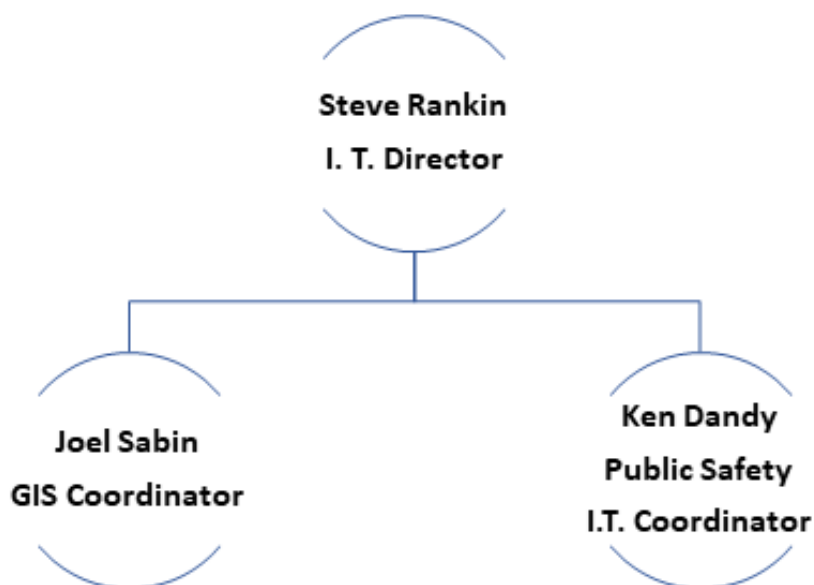 Steve Rankin
I. T. Director
Joel Sabin
GIS Coordinator
Ken Dandy
Public Safety
I.T. Coordinator